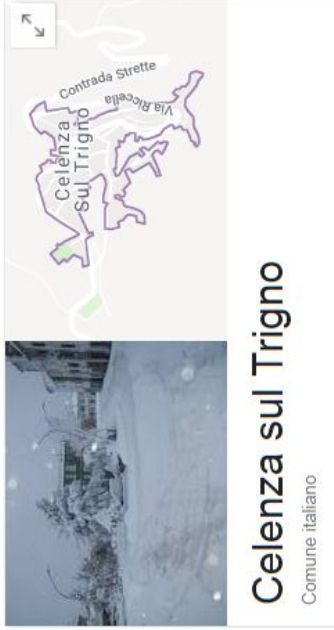 Contrada Strette
Via Riccella
Celenza
Sul Trigno
Celenza sul Trigno
Comune italiano